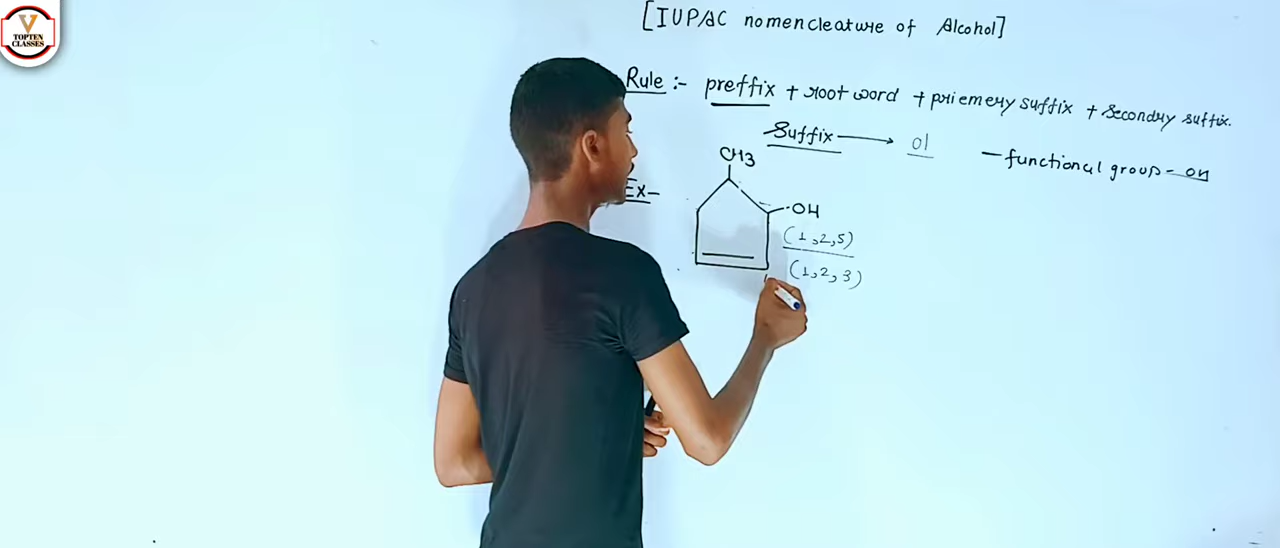 V
TOPTEN
CLASSES
[IUPAC nomencleature of Alcohol]
Rule :- preffix + root word + priemery suffix + secondry suffix.
Suffix → ol - functional group - OH
Ex-
CH3
OH
(1,2,5)
(1,2,3)